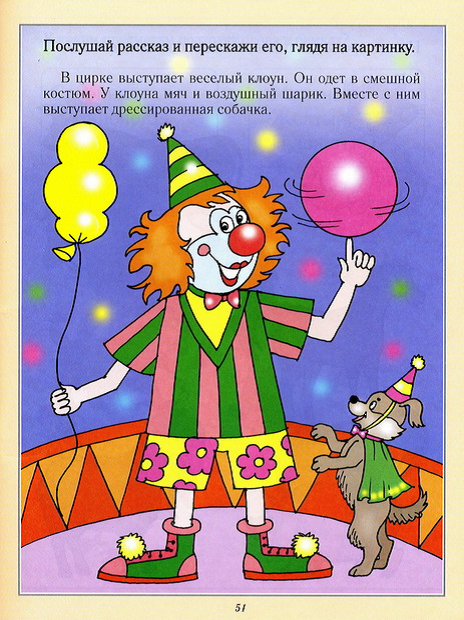 Послушай рассказ и перескажи его, глядя на картинку.
В цирке выступает веселый клоун. Он одет в смешной
костюм. У клоуна мяч и воздушный шарик. Вместе с ним
выступает дрессированная собачка.
51